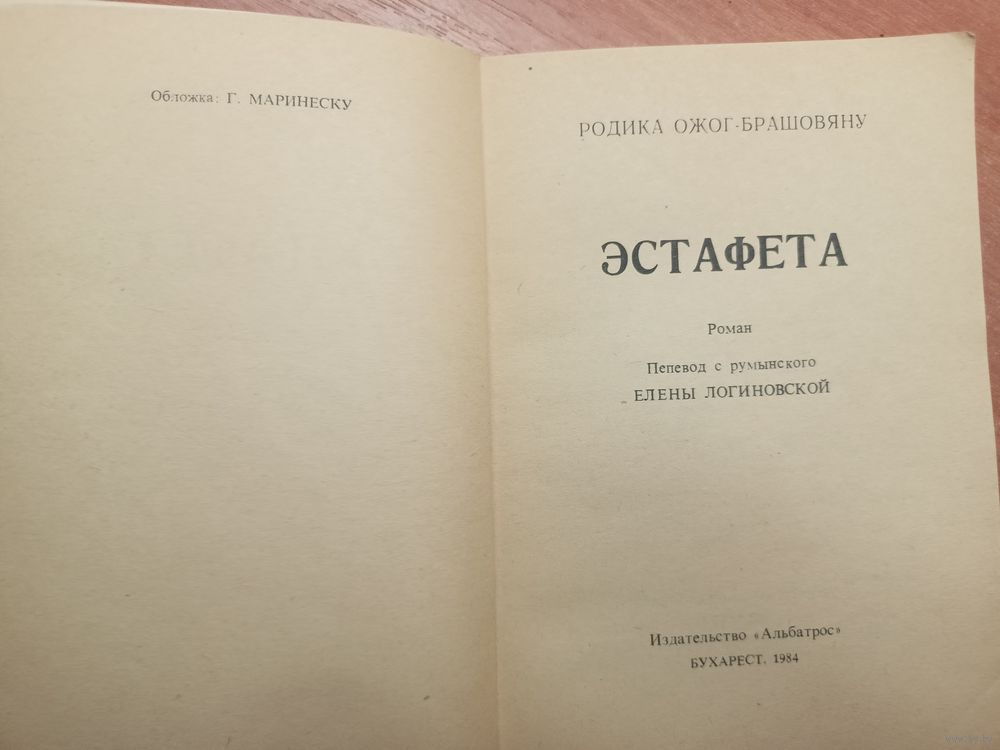 Обложка: Г. МАРИНЕСКУ
РОДИКА ОЖОГ-БРАШОВЯНУ
ЭСТАФЕТА
Роман
Пепевод с румынского
ЕЛЕНЫ ЛОГИНОВСКОЙ
Издательство «Альбатрос»
БУХАРЕСТ, 1984